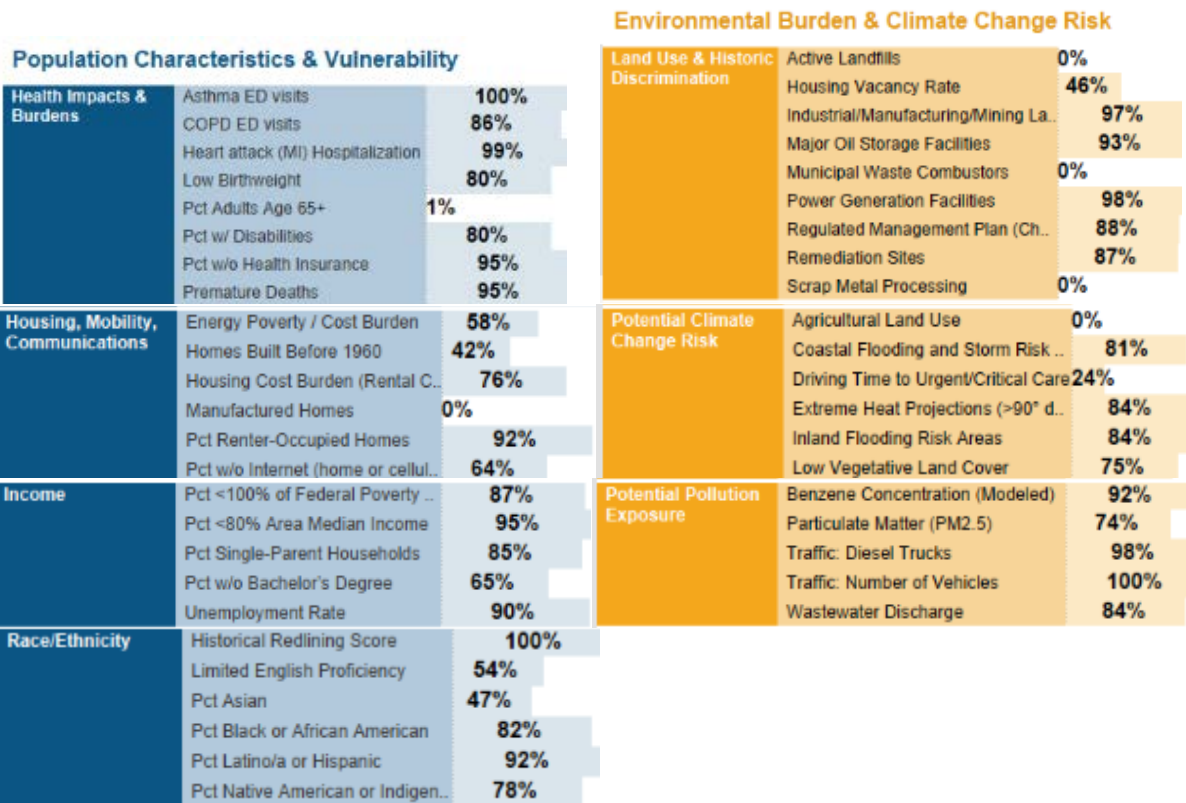 Population Characteristics & Vulnerability
Health Impacts &
Burdens
Asthma ED visits 100%
COPD ED visits 86%
Heart attack (MI) Hospitalization 99%
Low Birthweight 80%
Pct Adults Age 65+ 1%
Pct w/ Disabilities 80%
Pct w/o Health Insurance 95%
Premature Deaths 95%
Housing, Mobility,
Communications
Energy Poverty / Cost Burden 58%
Homes Built Before 1960 42%
Housing Cost Burden (Rental C.. 76%
Manufactured Homes 0%
Pct Renter-Occupied Homes 92%
Pct w/o Internet (home or cellul.. 64%
Income
Pct <100% of Federal Poverty .. 87%
Pct <80% Area Median Income 95%
Pct Single-Parent Households 85%
Pct w/o Bachelor's Degree 65%
Unemployment Rate 90%
Race/Ethnicity
Historical Redlining Score 100%
Limited English Proficiency 54%
Pct Asian 47%
Pct Black or African American 82%
Pct Latino/a or Hispanic 92%
Pct Native American or Indigen.. 78%
Environmental Burden & Climate Change Risk
Land Use & Historic
Discrimination
Active Landfills 0%
Housing Vacancy Rate 46%
Industrial/Manufacturing/Mining La.. 97%
Major Oil Storage Facilities 93%
Municipal Waste Combustors 0%
Power Generation Facilities 98%
Regulated Management Plan (Ch.. 88%
Remediation Sites 87%
Scrap Metal Processing 0%
Potential Climate
Change Risk
Agricultural Land Use 0%
Coastal Flooding and Storm Risk .. 81%
Driving Time to Urgent/Critical Care 24%
Extreme Heat Projections (>90° d.. 84%
Inland Flooding Risk Areas 84%
Low Vegetative Land Cover 75%
Potential Pollution
Exposure
Benzene Concentration (Modeled) 92%
Particulate Matter (PM2.5) 74%
Traffic: Diesel Trucks 98%
Traffic: Number of Vehicles 100%
Wastewater Discharge 84%